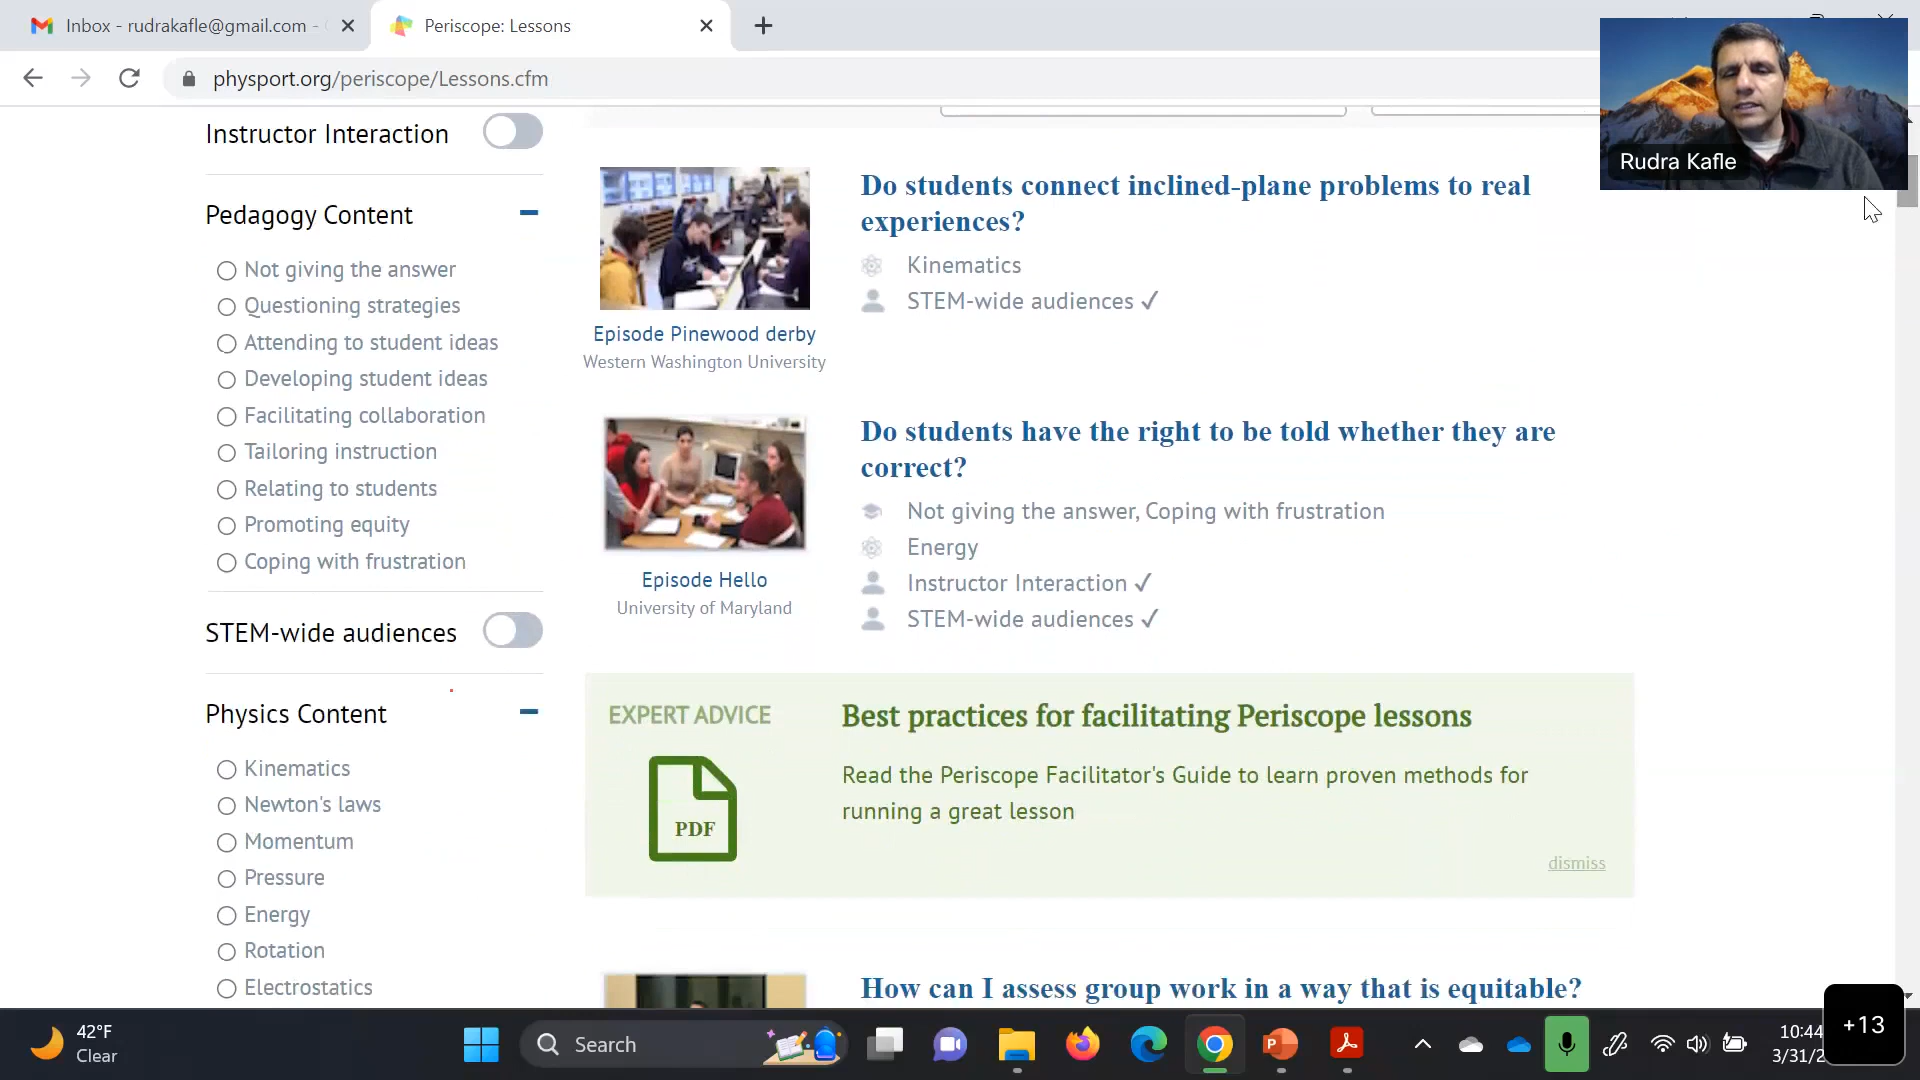 Inbox - rudrakafle@gmail.com -
Periscope: Lessons
physport.org/periscope/Lessons.cfm
Rudra Kafle
Instructor Interaction
Pedagogy Content
Not giving the answer
Questioning strategies
Attending to student ideas
Developing student ideas
Facilitating collaboration
Tailoring instruction
Relating to students
Promoting equity
Coping with frustration
STEM-wide audiences
Physics Content
Kinematics
Newton's laws
Momentum
Pressure
Energy
Rotation
Electrostatics
Episode Pinewood derby
Western Washington University
Do students connect inclined-plane problems to real
experiences?
Kinematics
STEM-wide audiences ✓
Episode Hello
University of Maryland
Do students have the right to be told whether they are
correct?
Not giving the answer, Coping with frustration
Energy
Instructor Interaction ✓
STEM-wide audiences ✓
EXPERT ADVICE
PDF
Best practices for facilitating Periscope lessons
Read the Periscope Facilitator's Guide to learn proven methods for
running a great lesson
dismiss
How can I assess group work in a way that is equitable?
42°F
Clear
Search
10:44
3/31/2
+13